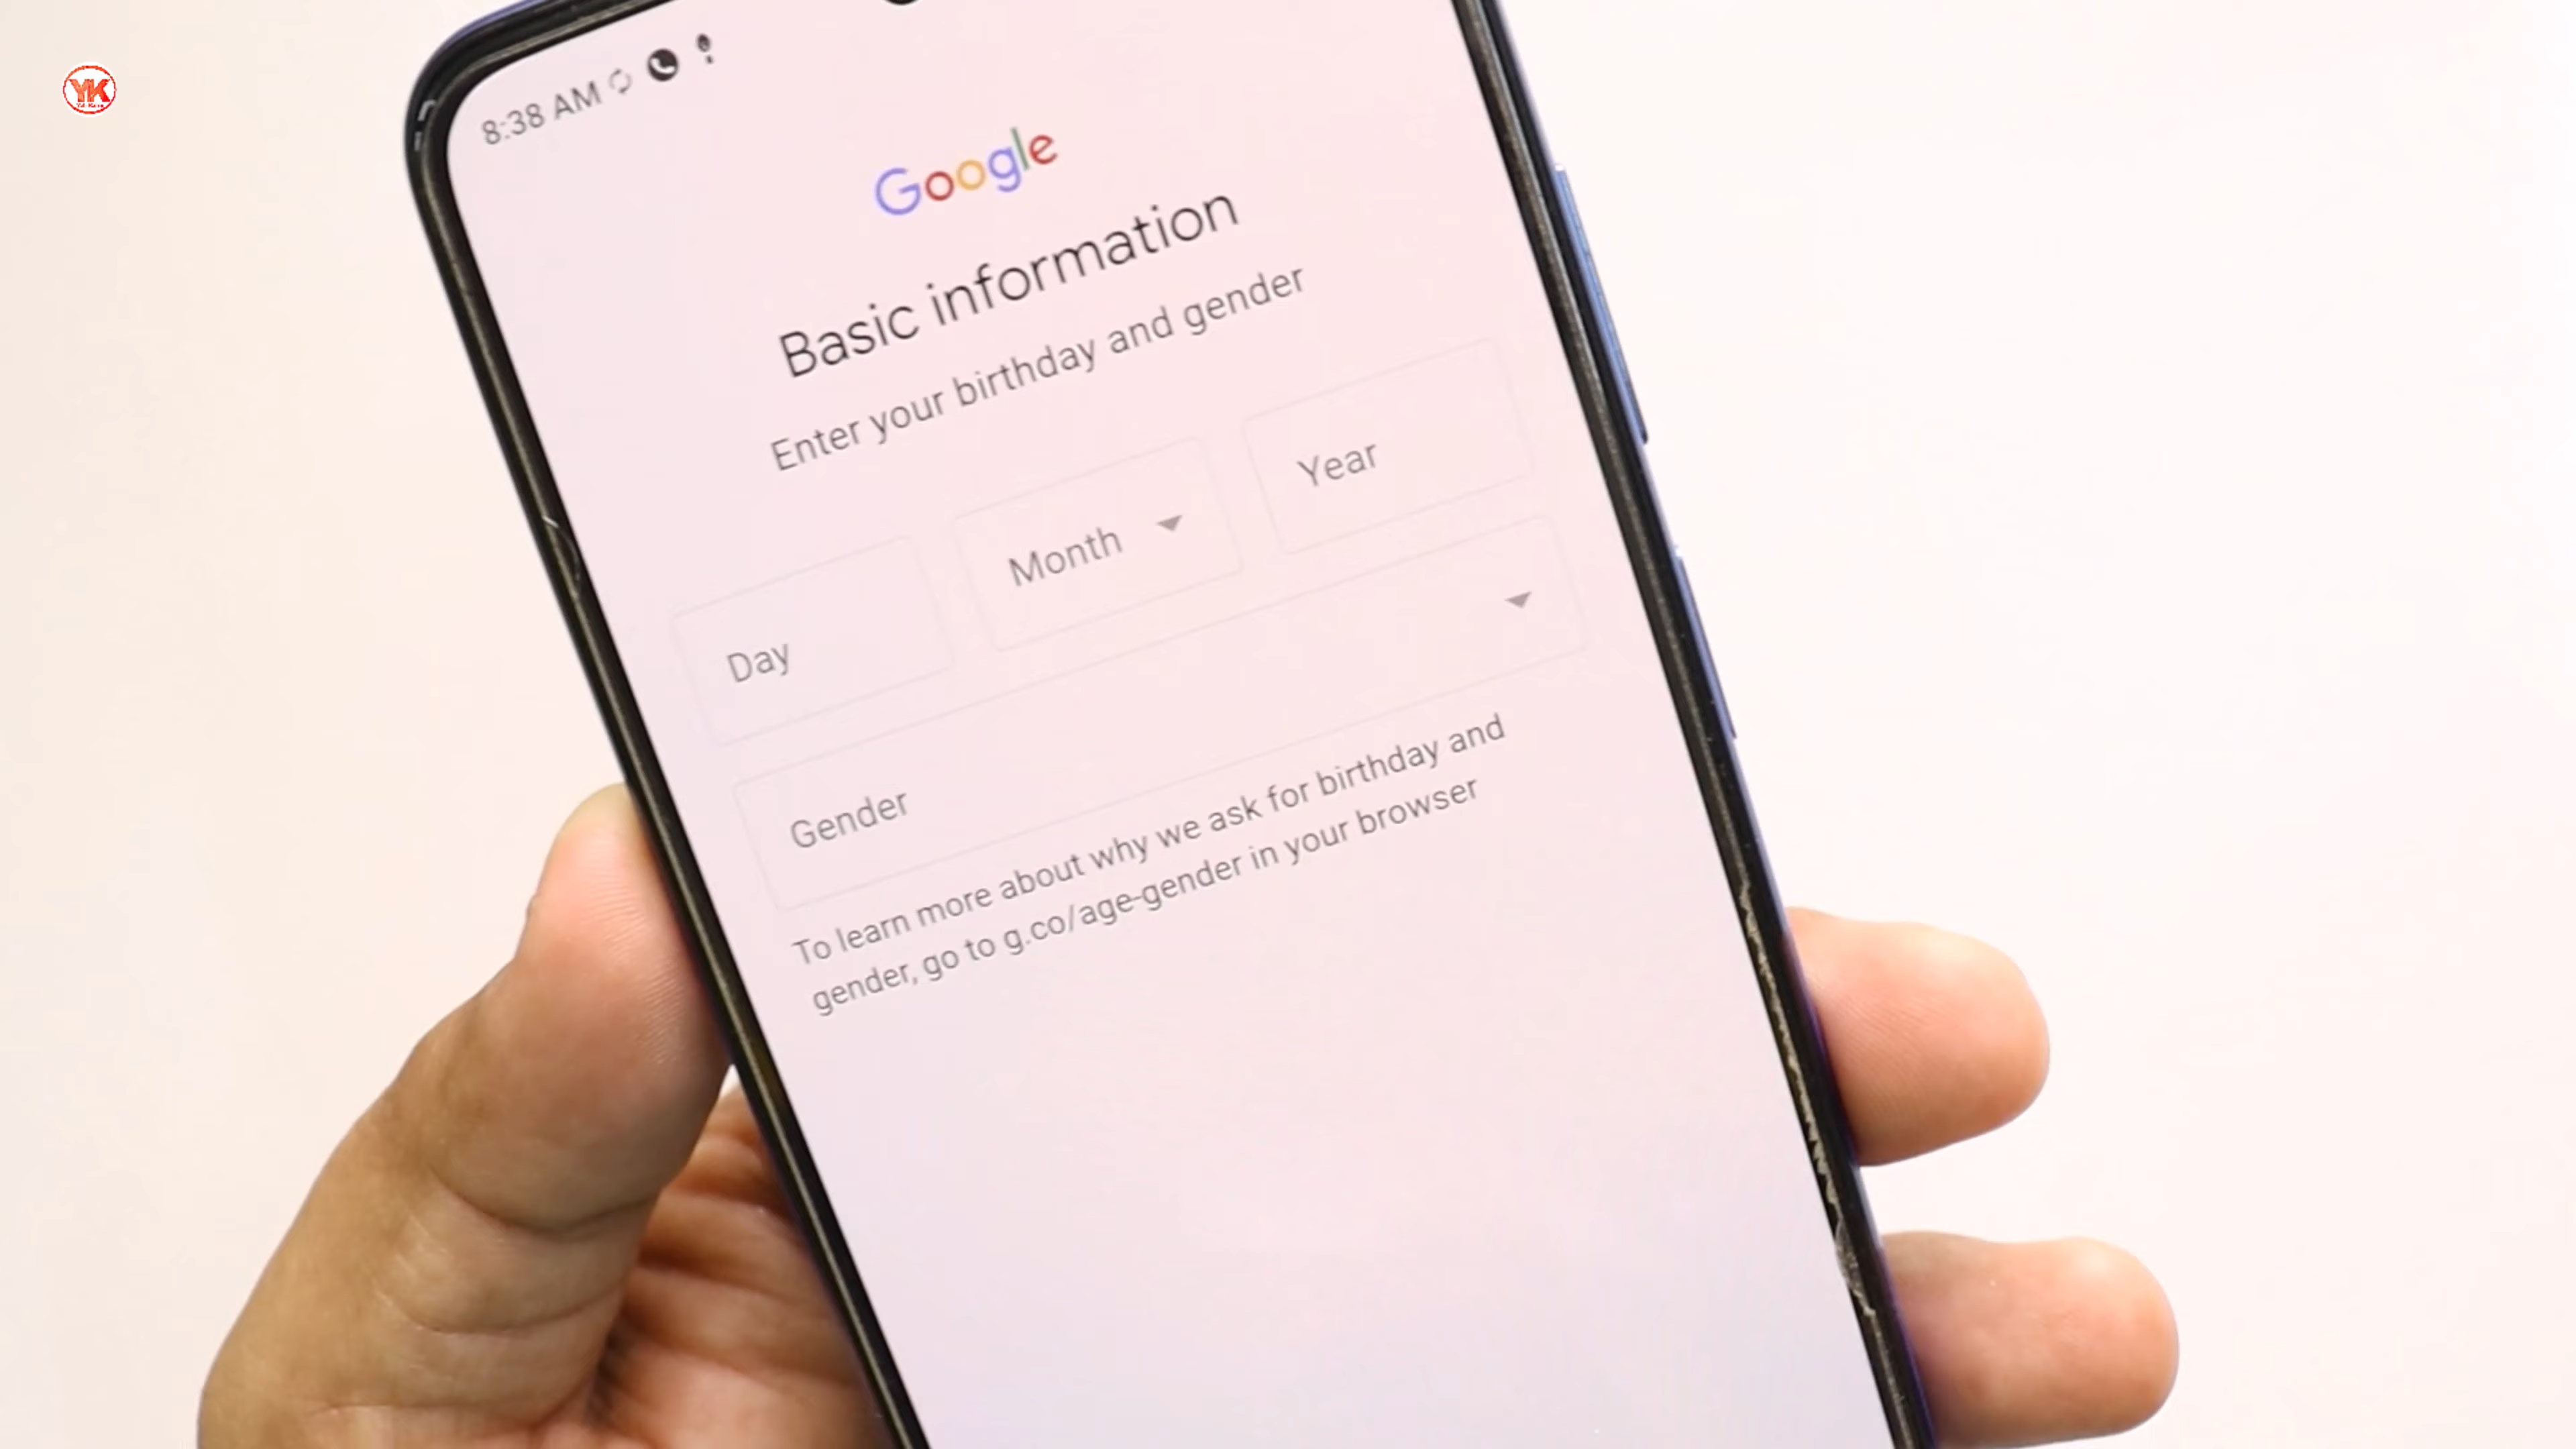 YK
8:38 AM
Google
Basic information
Enter your birthday and gender
Day
Month
Year
Gender
To learn more about why we ask for birthday and
gender, go to g.co/age-gender in your browser